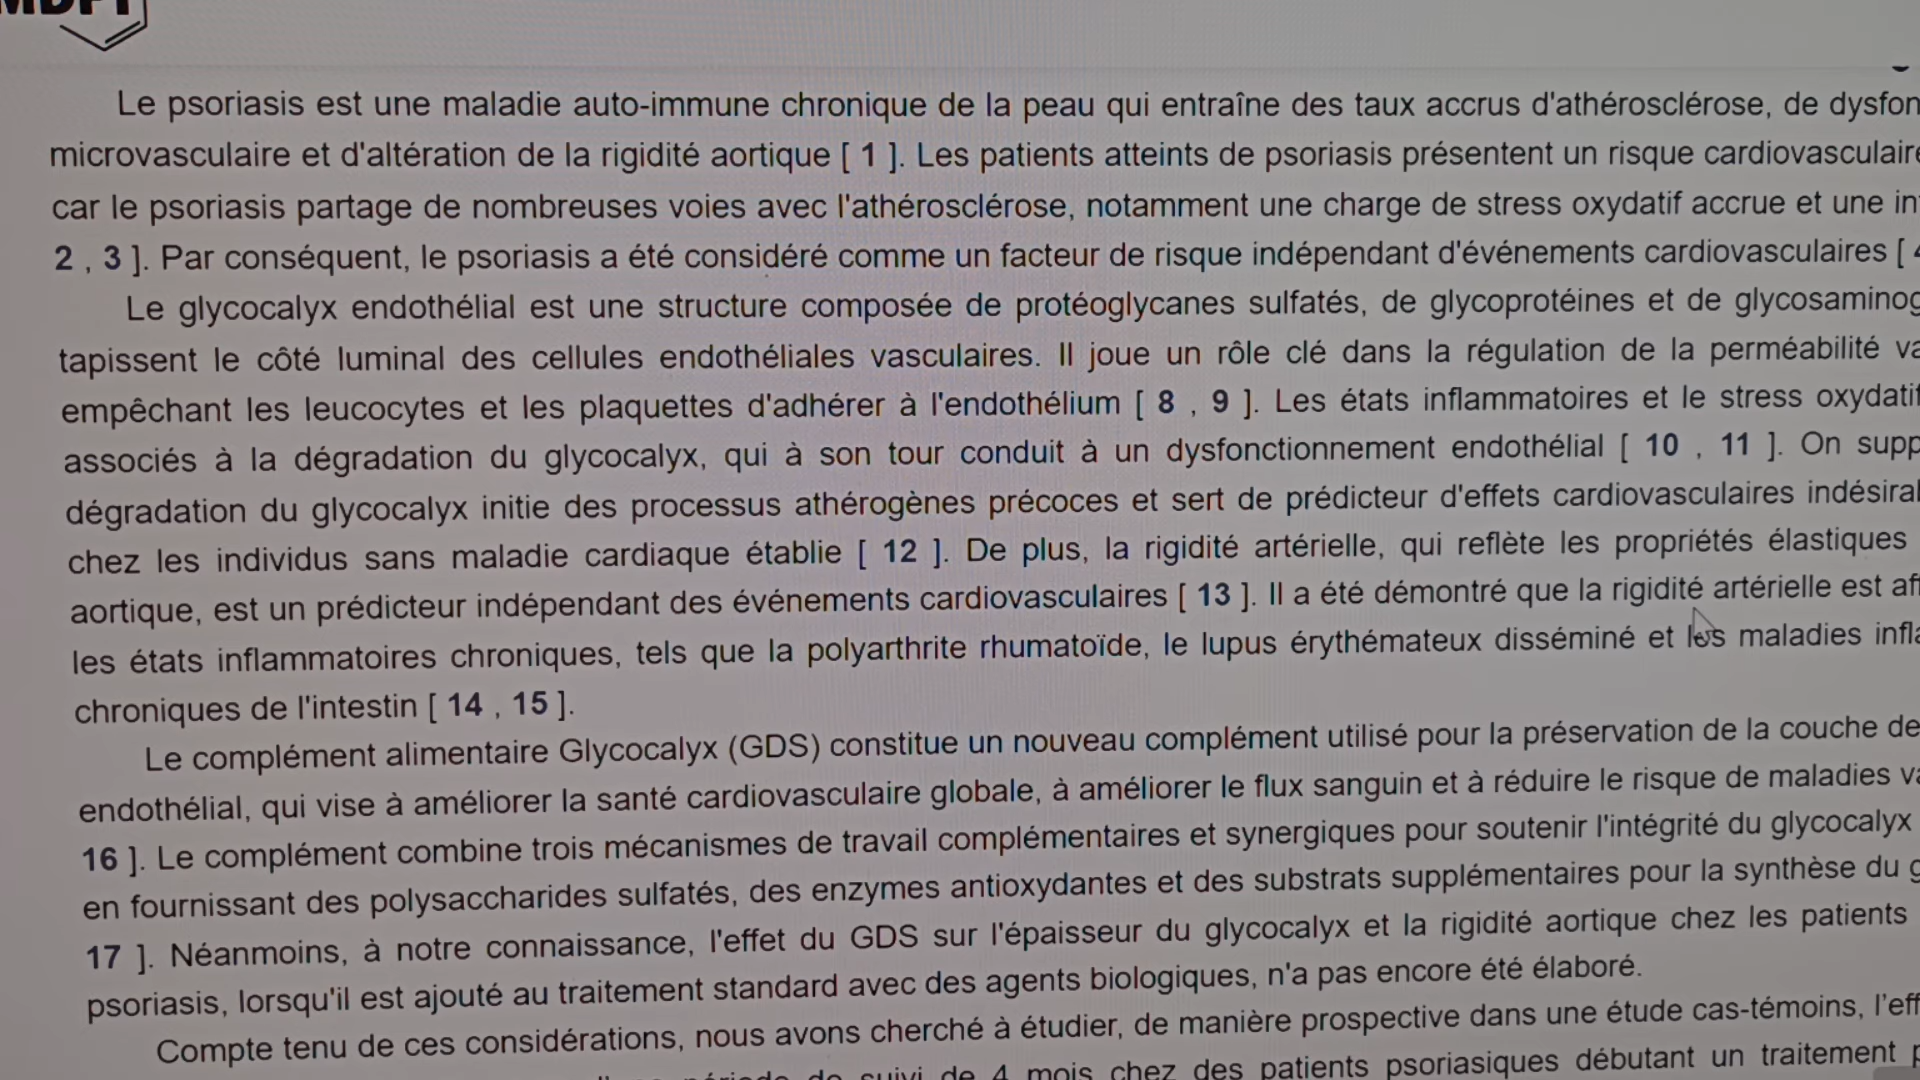 MDPI
Le psoriasis est une maladie auto-immune chronique de la peau qui entraîne des taux accrus d'athérosclérose, de
microvasculaire et d'altération de la rigidité aortique [ 1 ]. Les patients atteints de psoriasis présentent un risque
car le psoriasis partage de nombreuses voies avec l'athérosclérose, notamment une charge de stress oxydatif accrue et une
2 , 3 ]. Par conséquent, le psoriasis a été considéré comme un facteur de risque indépendant d'événements cardiovasculaires [
Le glycocalyx endothélial est une structure composée de protéoglycanes sulfatés, de glycoprotéines et de
tapissent le côté luminal des cellules endothéliales vasculaires. Il joue un rôle clé dans la régulation de la perméabilité
empêchant les leucocytes et les plaquettes d'adhérer à l'endothélium [ 8 , 9 ]. Les états inflammatoires et le stress
associés à la dégradation du glycocalyx, qui à son tour conduit à un dysfonctionnement endothélial [ 10 , 11 ]. On
dégradation du glycocalyx initie des processus athérogènes précoces et sert de prédicteur d'effets cardiovasculaires
chez les individus sans maladie cardiaque établie [ 12 ]. De plus, la rigidité artérielle, qui reflète les propriétés élastiques
aortique, est un prédicteur indépendant des événements cardiovasculaires [ 13 ]. Il a été démontré que la rigidité artérielle est
les états inflammatoires chroniques, tels que la polyarthrite rhumatoïde, le lupus érythémateux disséminé et les maladies
chroniques de l'intestin [ 14 , 15 ].
Le complément alimentaire Glycocalyx (GDS) constitue un nouveau complément utilisé pour la préservation de la couche de
endothélial, qui vise à améliorer la santé cardiovasculaire globale, à améliorer le flux sanguin et à réduire le risque de maladies
16 ]. Le complément combine trois mécanismes de travail complémentaires et synergiques pour soutenir l'intégrité du glycocalyx
en fournissant des polysaccharides sulfatés, des enzymes antioxydantes et des substrats supplémentaires pour la synthèse du
17 ]. Néanmoins, à notre connaissance, l'effet du GDS sur l'épaisseur du glycocalyx et la rigidité aortique chez les patients
psoriasis, lorsqu'il est ajouté au traitement standard avec des agents biologiques, n'a pas encore été élaboré.
Compte tenu de ces considérations, nous avons cherché à étudier, de manière prospective dans une étude cas-témoins,
période de suivi de 4 mois chez des patients psoriasiques débutant un traitement